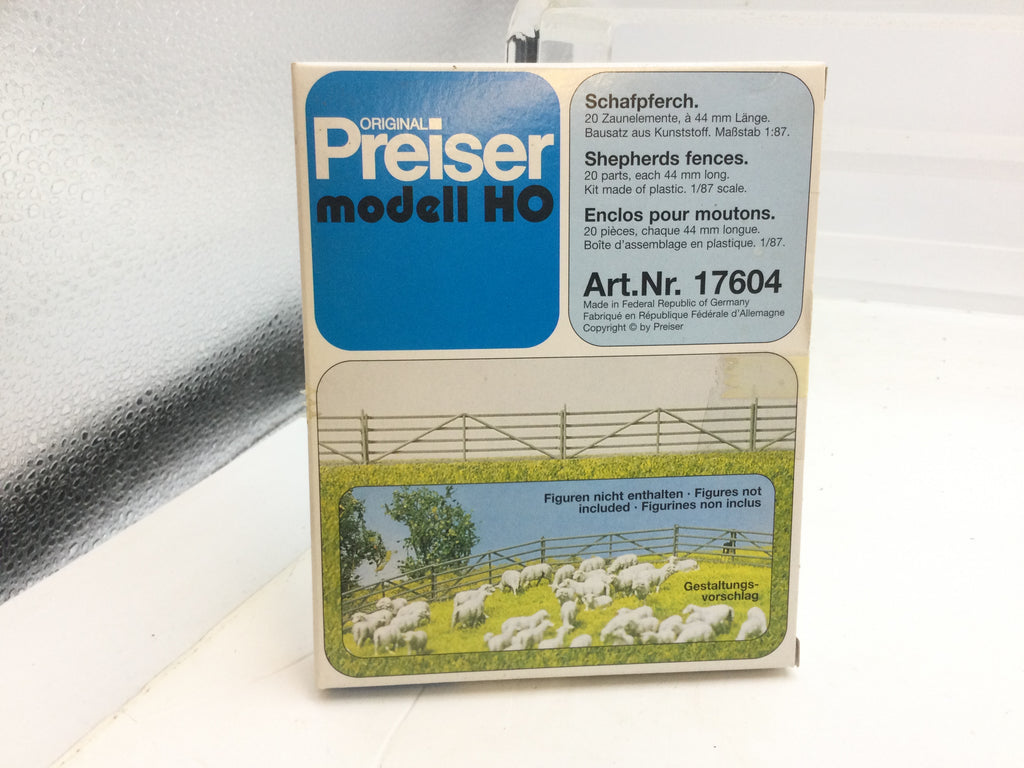 ORIGINAL
Preiser
modell HO
Schafpferch.
20 Zaunelemente, à 44 mm Länge.
Bausatz aus Kunststoff. Maßstab 1:87.
Shepherds fences.
20 parts, each 44 mm long.
Kit made of plastic. 1/87 scale.
Enclos pour moutons.
20 pièces, chaque 44 mm longue.
Boîte d'assemblage en plastique. 1/87.
Art.Nr. 17604
Made in Federal Republic of Germany
Fabriqué en République Fédérale d'Allemagne
Copyright © by Preiser
Figuren nicht enthalten · Figures not
included · Figurines non inclus
Gestaltungs-
vorschlag